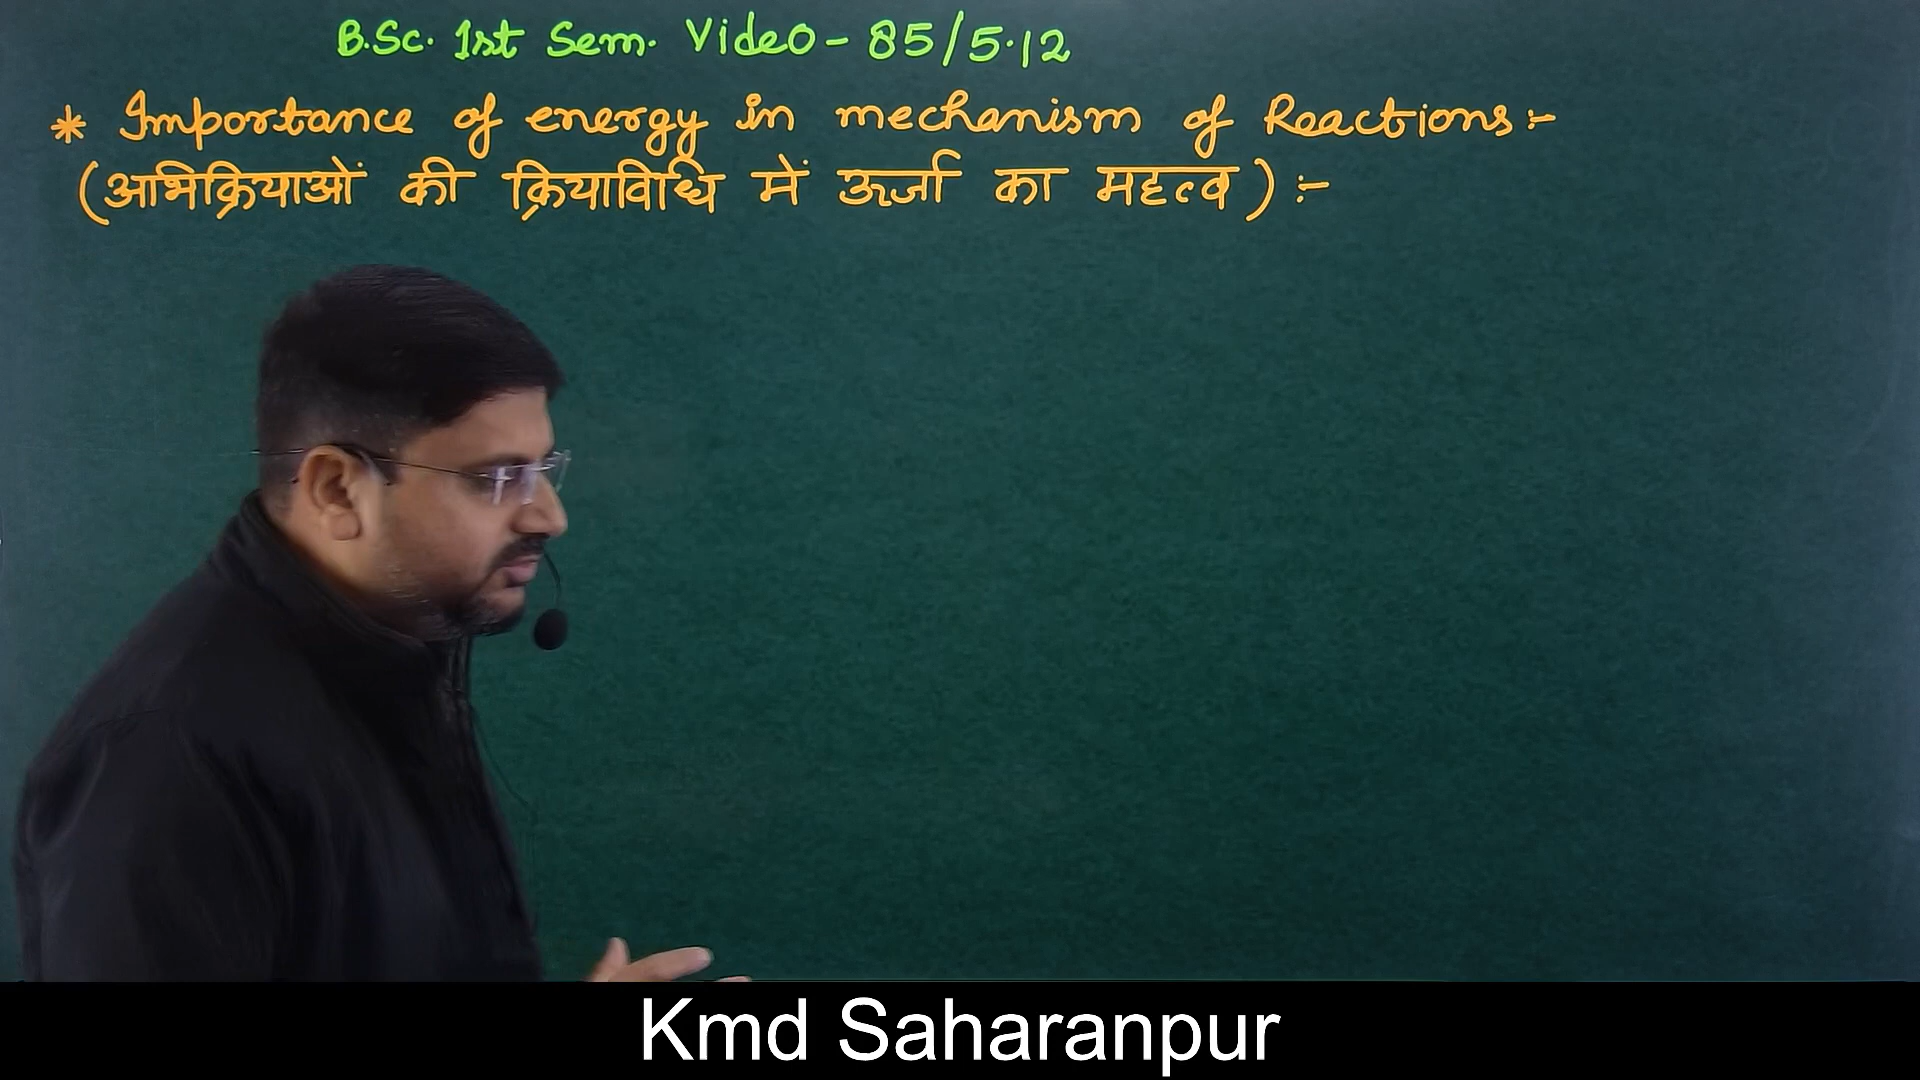 B.Sc. 1st Sem. Video - 85/5.12
* Importance of energy in mechanism of Reactions :-
(अभिक्रियाओं की क्रियाविधि में ऊर्जा का महत्व) :-
Kmd Saharanpur